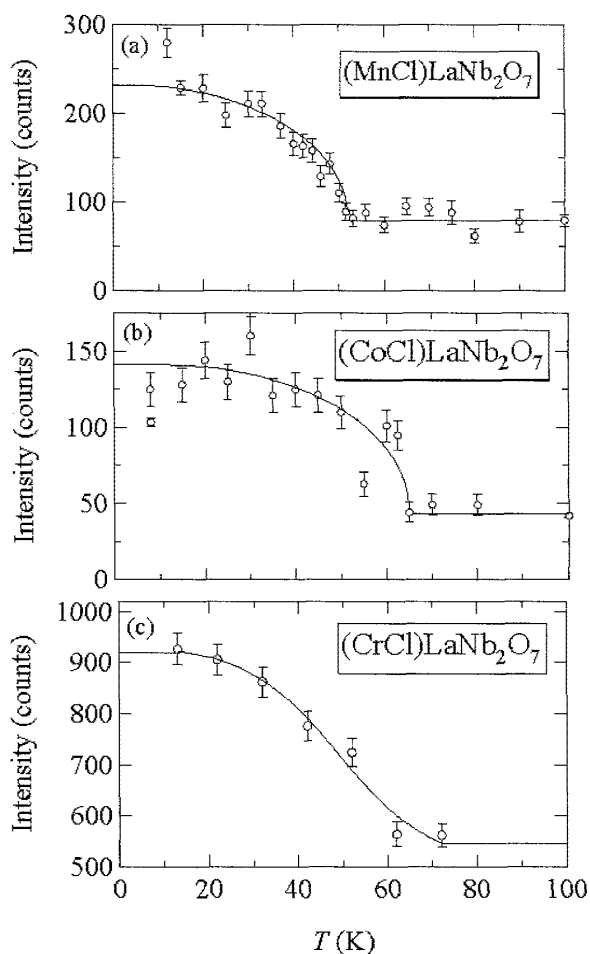 300
(a)
(MnCl)LaNb₂O₇
200
100
0
Intensity (counts)
(b)
(CoCl)LaNb₂O₇
150
100
50
0
Intensity (counts)
1000
(c)
(CrCl)LaNb₂O₇
900
800
700
600
500
Intensity (counts)
0 20 40 60 80 100
T (K)